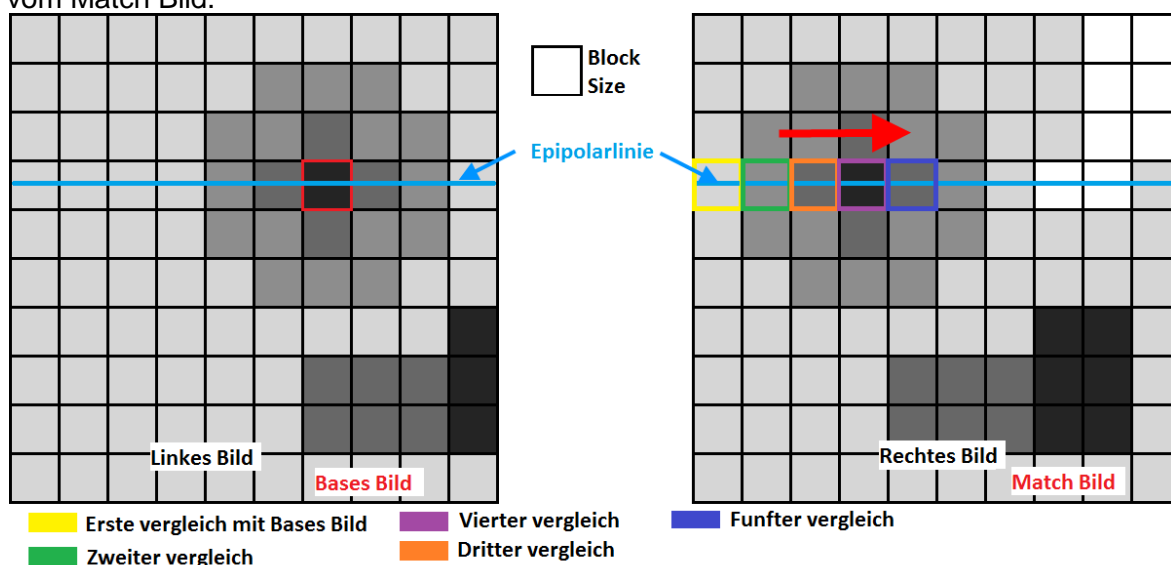 vom Match Bild.
Block
Size
Epipolarlinie
Linkes Bild
Bases Bild
Rechtes Bild
Match Bild
Erste vergleich mit Bases Bild
Vierter vergleich
Funfter vergleich
Zweiter vergleich
Dritter vergleich